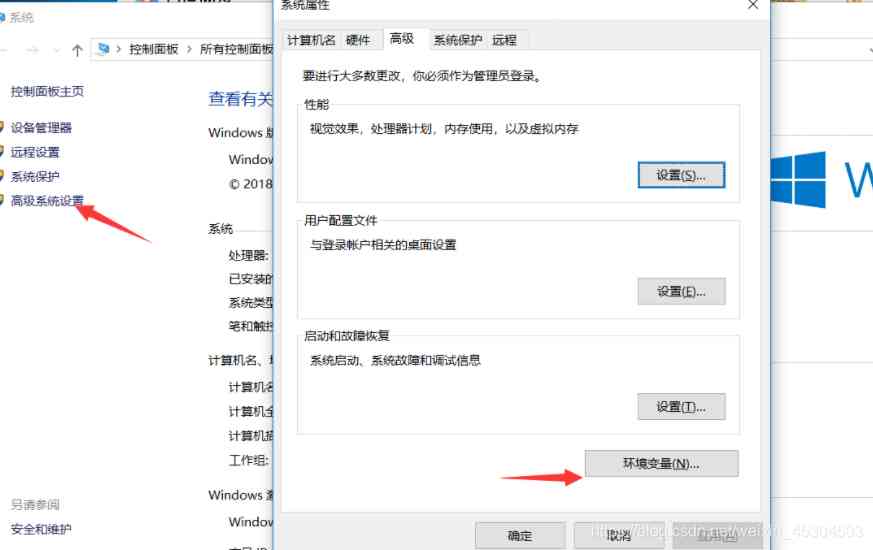 系统
系统属性
控制面板
所有控制面板
计算机名
硬件
高级
系统保护
远程
控制面板主页
设备管理器
远程设置
系统保护
高级系统设置
查看有关
Windows 版
Window
© 2018
系统
处理器:
已安装的
系统类型
笔和触控
计算机名、
计算机名
计算机全
计算机描
工作组:
Windows 激
Window
另请参阅
安全和维护
要进行大多数更改，你必须作为管理员登录。
性能
视觉效果，处理器计划，内存使用，以及虚拟内存
设置(S)...
用户配置文件
与登录帐户相关的桌面设置
设置(E)...
启动和故障恢复
系统启动、系统故障和调试信息
设置(T)...
环境变量(N)...
确定
取消
应用(A)
W